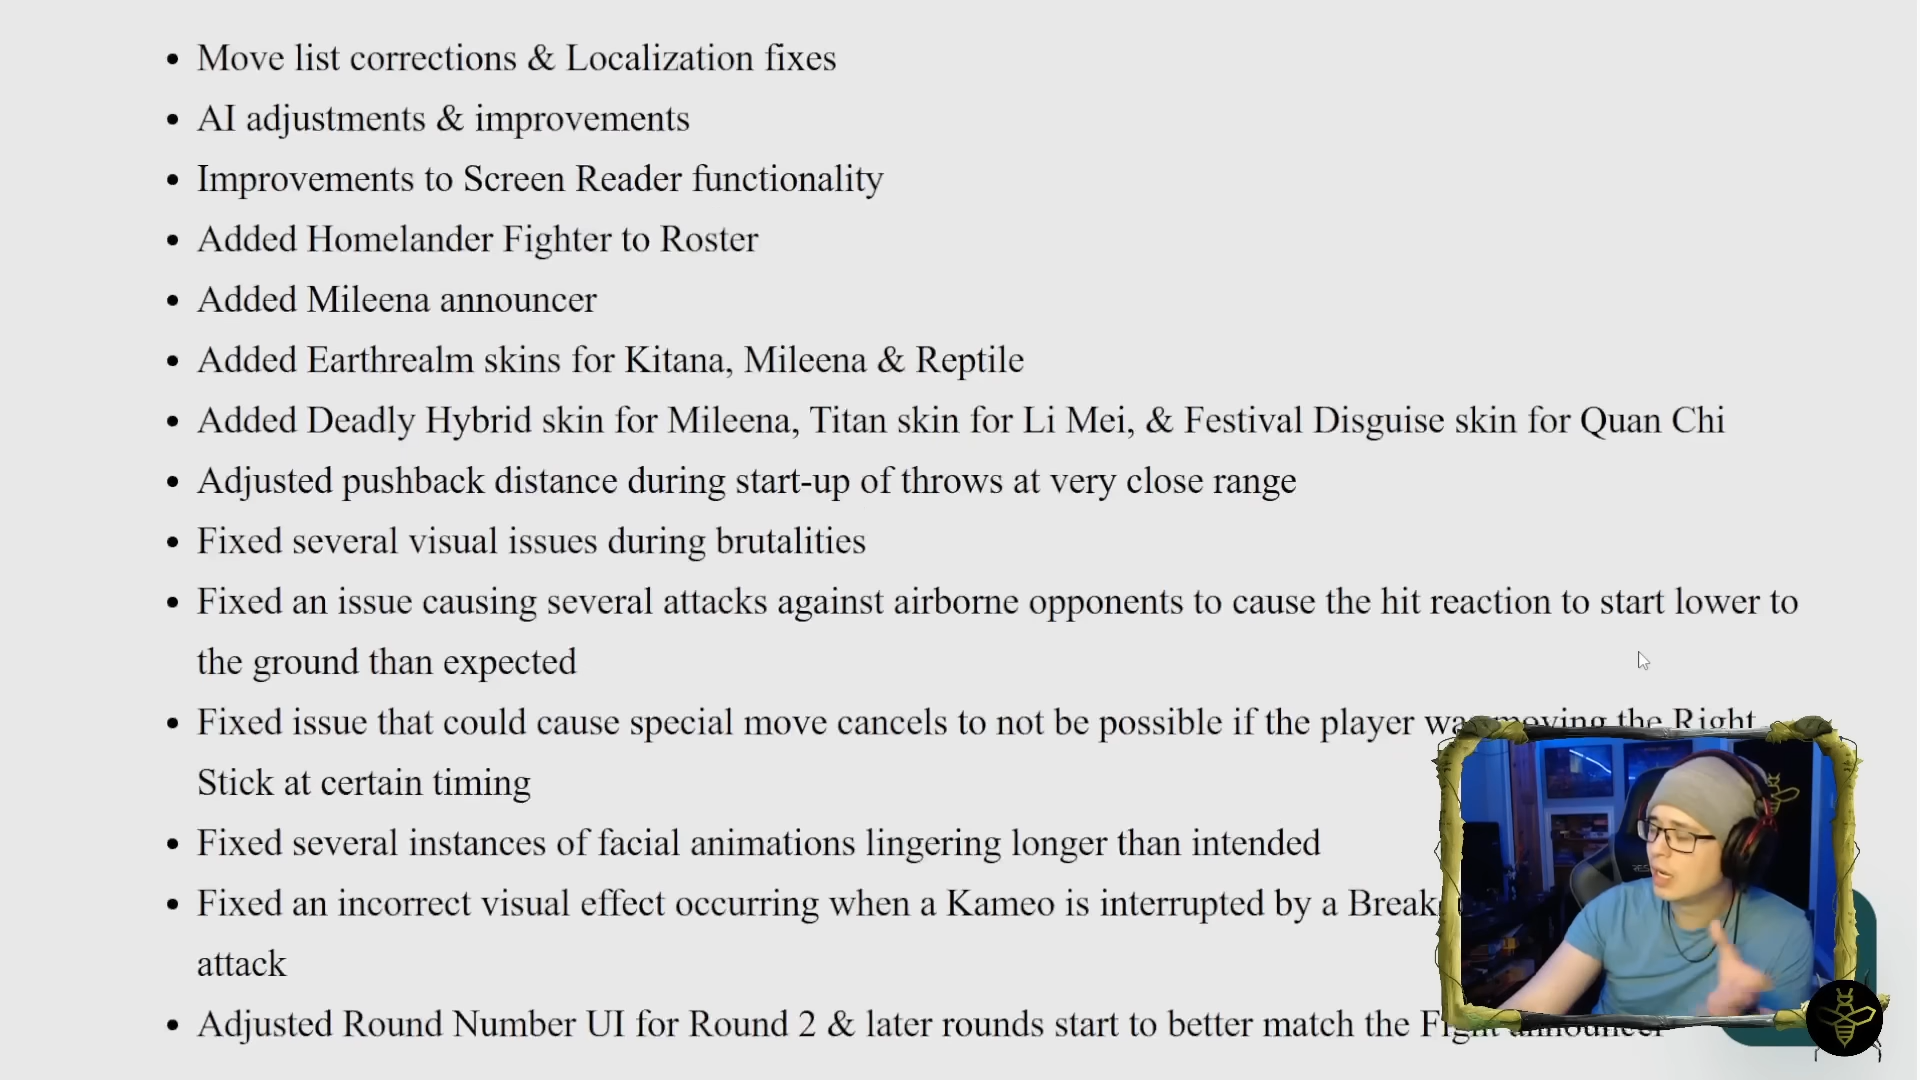 Move list corrections & Localization fixes
AI adjustments & improvements
Improvements to Screen Reader functionality
Added Homelander Fighter to Roster
Added Mileena announcer
Added Earthrealm skins for Kitana, Mileena & Reptile
Added Deadly Hybrid skin for Mileena, Titan skin for Li Mei, & Festival Disguise skin for Quan Chi
Adjusted pushback distance during start-up of throws at very close range
Fixed several visual issues during brutalities
Fixed an issue causing several attacks against airborne opponents to cause the hit reaction to start lower to
the ground than expected
Fixed issue that could cause special move cancels to not be possible if the player was moving the Right
Stick at certain timing
Fixed several instances of facial animations lingering longer than intended
Fixed an incorrect visual effect occurring when a Kameo is interrupted by a Break
attack
Adjusted Round Number UI for Round 2 & later rounds start to better match the Fight announcer